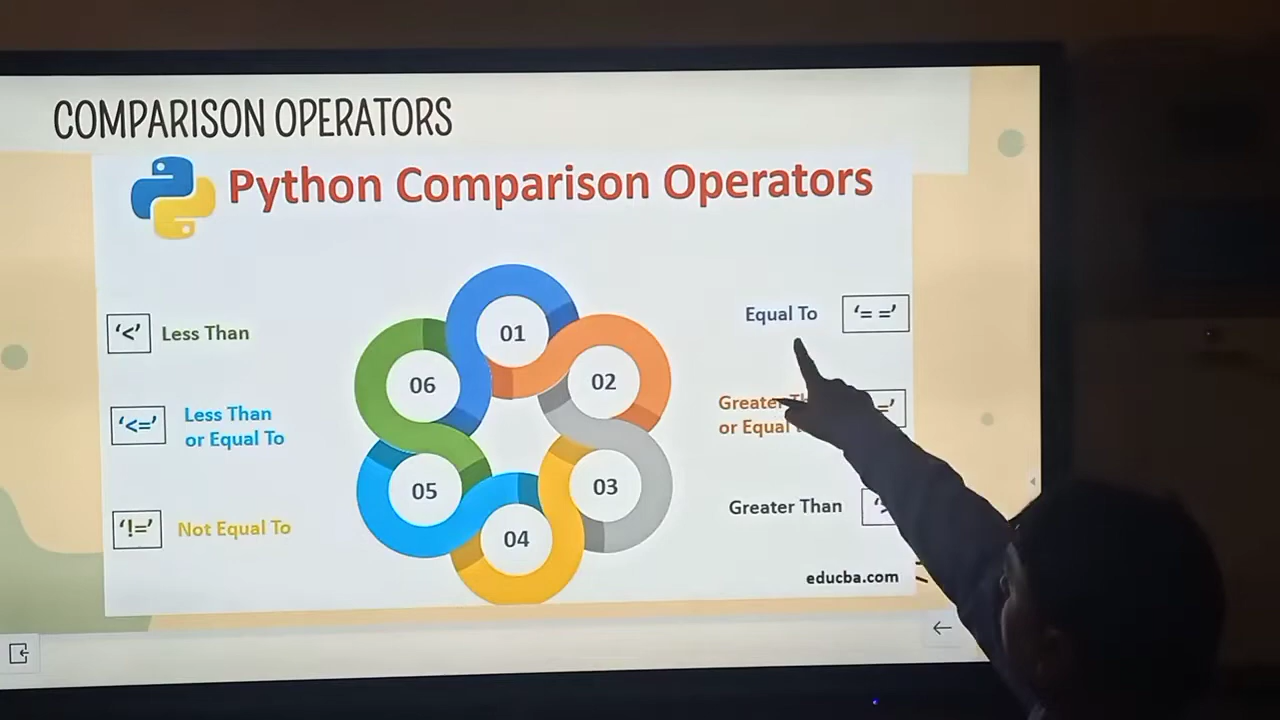 COMPARISON OPERATORS
Python Comparison Operators
'<' Less Than
'<=' Less Than
or Equal To
'!=' Not Equal To
01
02
03
04
05
06
Equal To '= ='
Greater
or Equal
Greater Than
educba.com